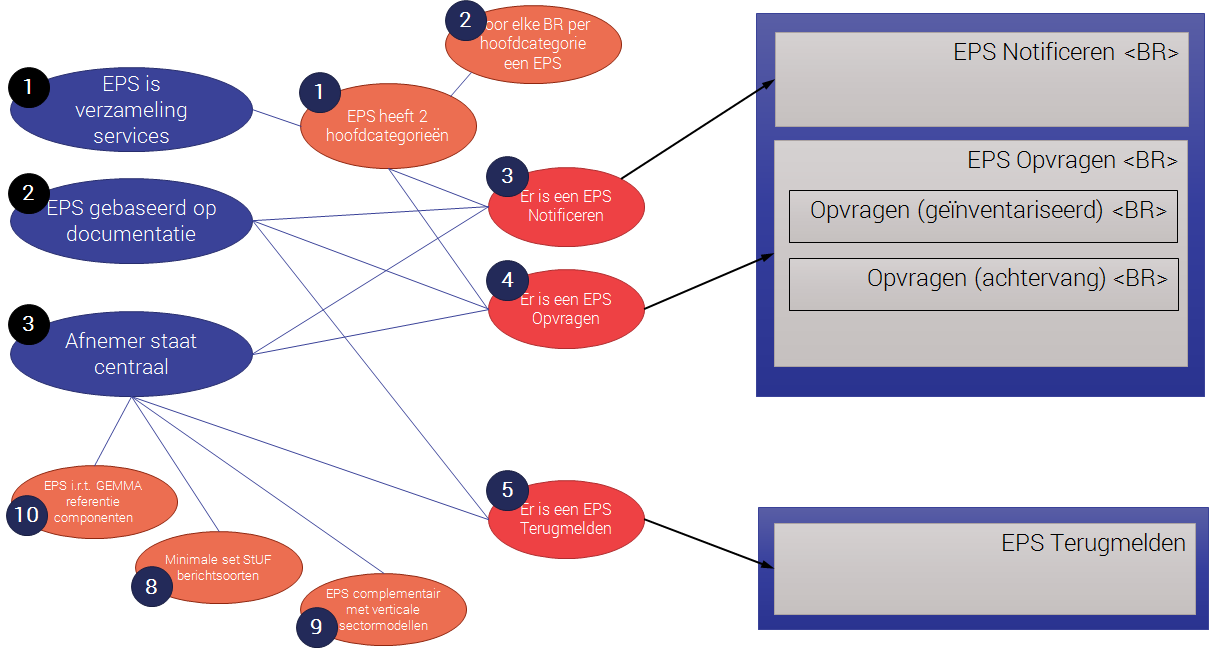 1
EPS is
verzameling
services
2
EPS gebaseerd op
documentatie
3
Afnemer staat
centraal
1
EPS heeft 2
hoofdcategorieën
2
oor elke BR per
hoofdcategorie
een EPS
3
Er is een EPS
Notificeren
4
Er is een EPS
Opvragen
5
Er is een EPS
Terugmelden
10
EPS i.r.t. GEMMA
referentie
componenten
8
Minimale set StUF
berichtsoorten
9
EPS complementair
met verticale
sectormodellen
EPS Notificeren <BR>
EPS Opvragen <BR>
Opvragen (geïnventariseerd) <BR>
Opvragen (achtervang) <BR>
EPS Terugmelden